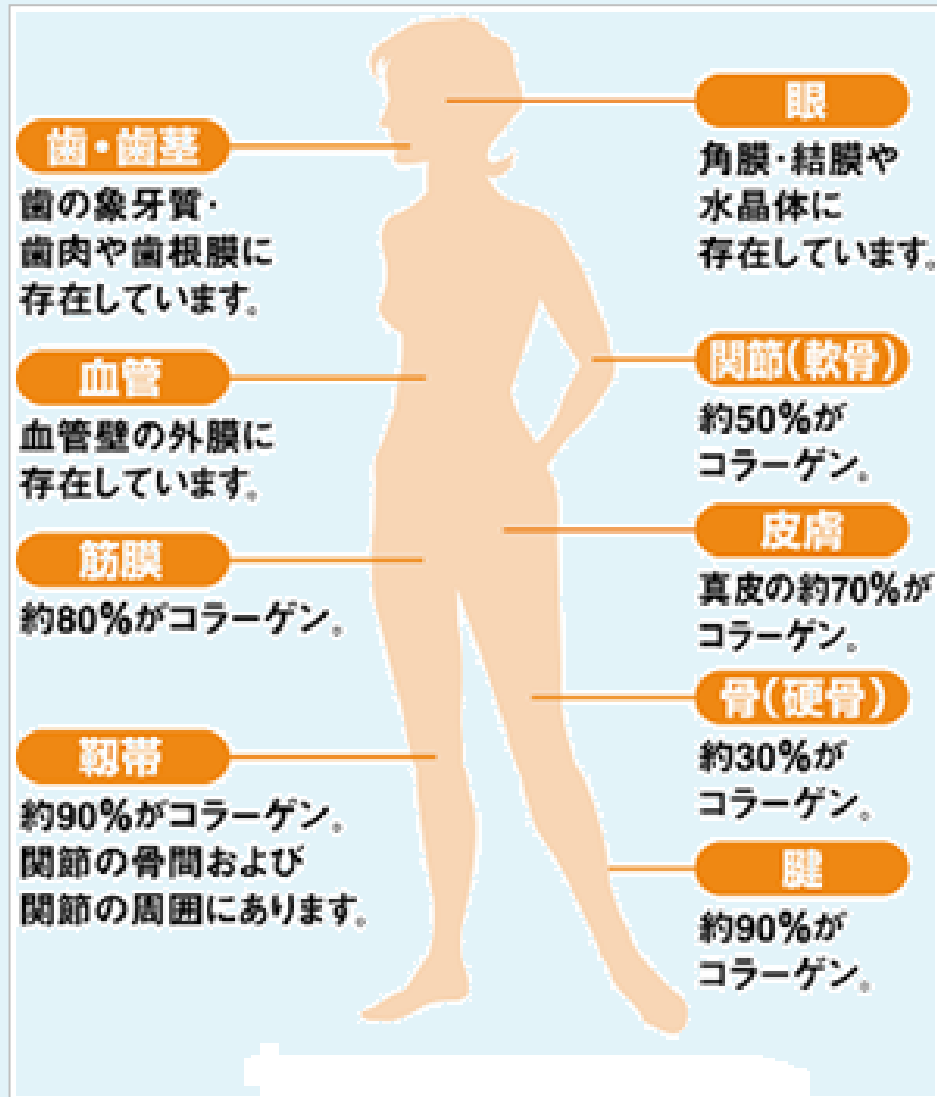 歯・歯茎
歯の象牙質・
歯肉や歯根膜に
存在しています。
血管
血管壁の外膜に
存在しています。
筋膜
約80%がコラーゲン。
靱帯
約90%がコラーゲン。
関節の骨間および
関節の周囲にあります。
眼
角膜・結膜や
水晶体に
存在しています。
関節(軟骨)
約50%が
コラーゲン。
皮膚
真皮の約70%が
コラーゲン。
骨(硬骨)
約30%が
コラーゲン。
腱
約90%が
コラーゲン。